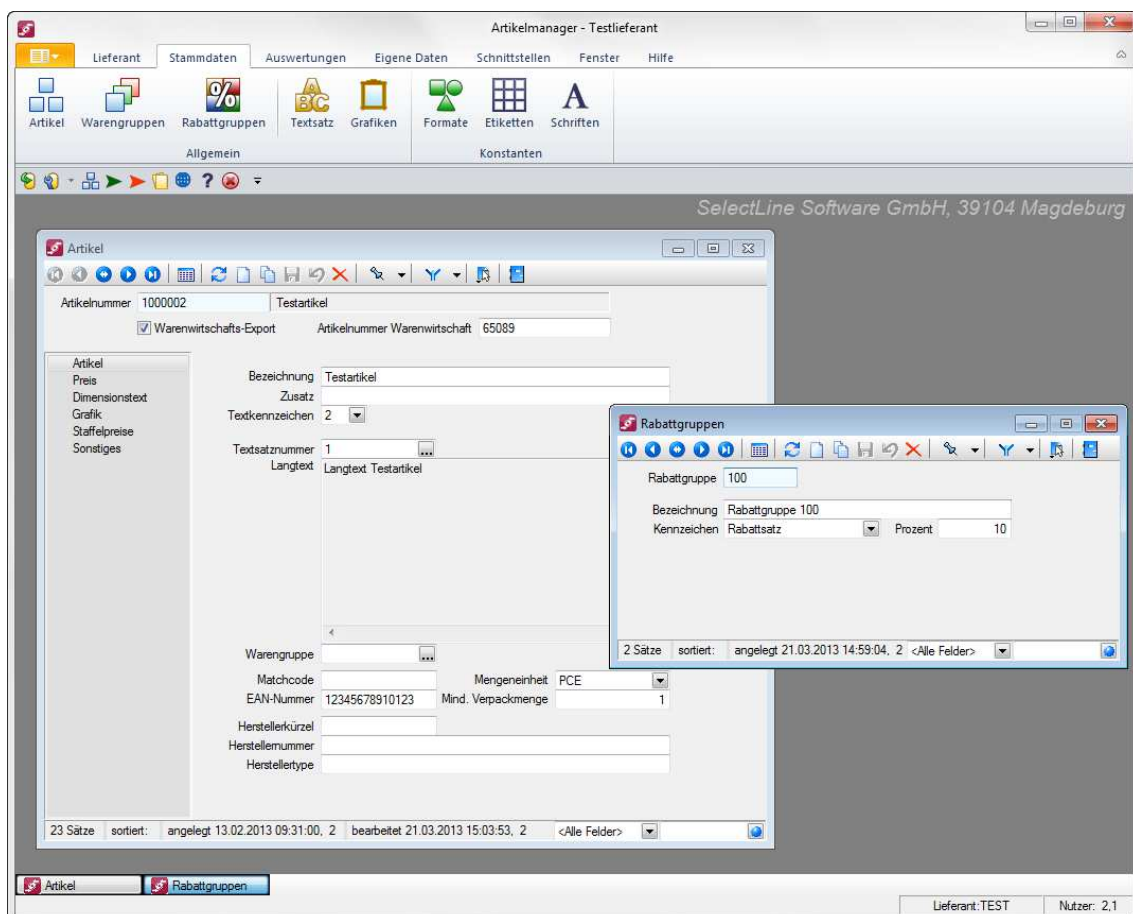 Artikelmanager - Testlieferant
Lieferant Stammdaten Auswertungen Eigene Daten Schnittstellen Fenster Hilfe
Artikel Warengruppen Rabattgruppen Textsatz Grafiken Formate Etiketten Schriften
Allgemein Konstanten
SelectLine Software GmbH, 39104 Magdeburg
Artikel
Artikelnummer 1000002 Testartikel
Warenwirtschafts-Export Artikelnummer Warenwirtschaft 65089
Artikel
Preis
Dimensionstext
Grafik
Staffelpreise
Sonstiges
Bezeichnung Testartikel
Zusatz
Textkennzeichen 2
Textsatznummer 1 ...
Langtext Langtext Testartikel
Warengruppe ...
Matchcode Mengeneinheit PCE
EAN-Nummer 12345678910123 Mind. Verpackmenge 1
Herstellerkürzel
Herstellernummer
Herstellertype
23 Sätze sortiert: angelegt 13.02.2013 09:31:00, 2 bearbeitet 21.03.2013 15:03:53, 2 <Alle Felder>
Rabattgruppen
Rabattgruppe 100
Bezeichnung Rabattgruppe 100
Kennzeichen Rabattsatz Prozent 10
2 Sätze sortiert: angelegt 21.03.2013 14:59:04, 2 <Alle Felder>
Artikel Rabattgruppen
Lieferant:TEST Nutzer: 2,1